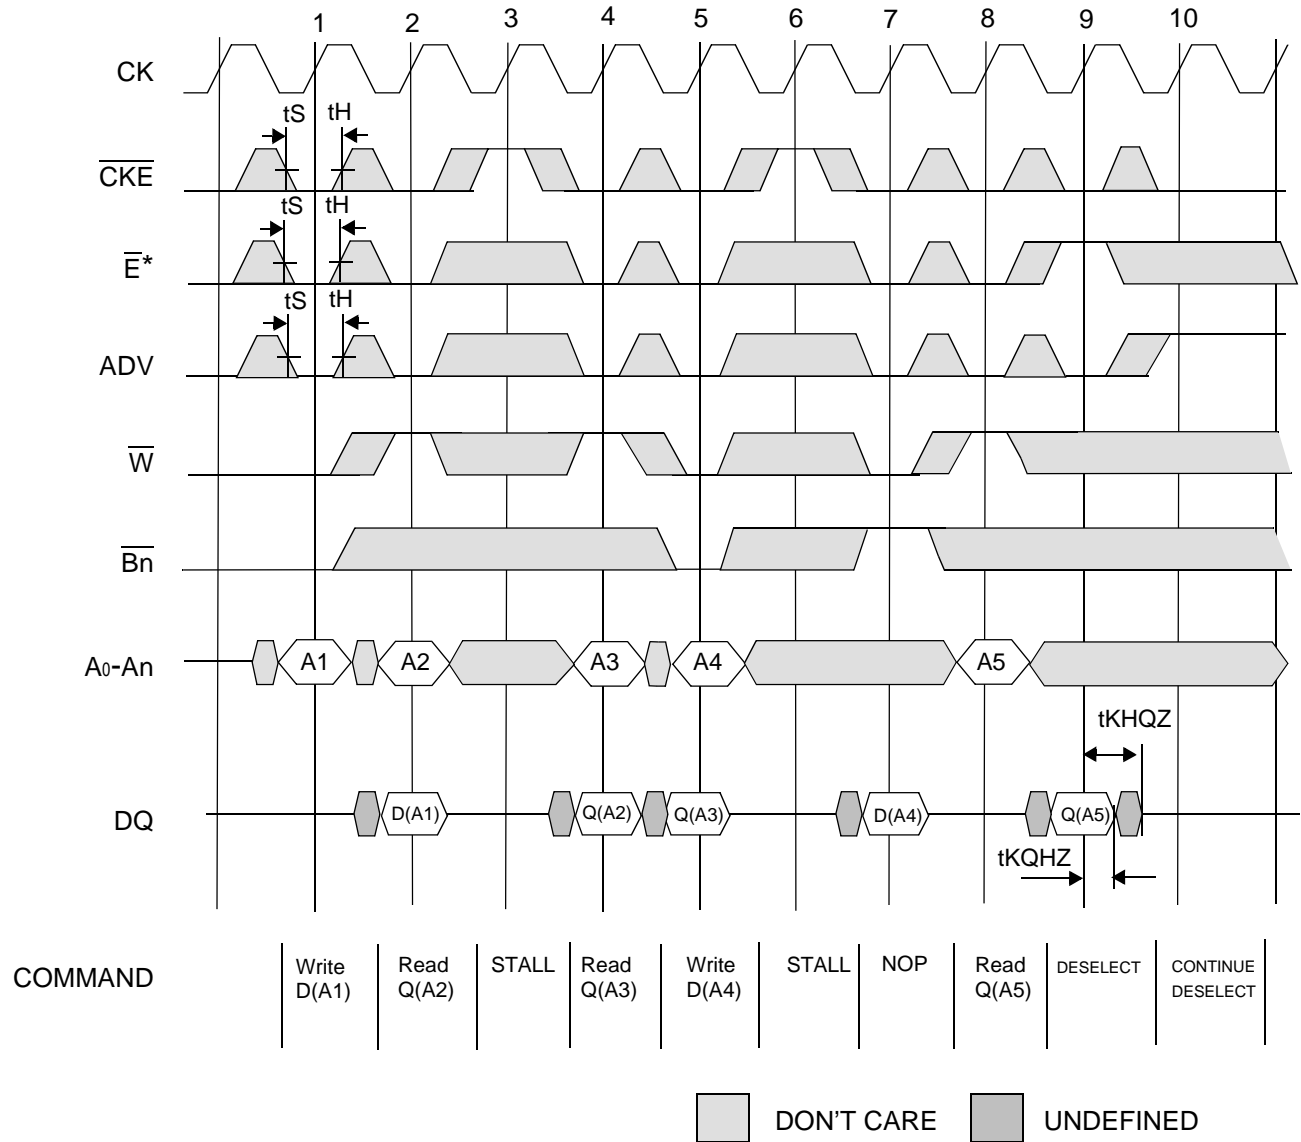 1 2 3 4 5 6 7 8 9 10
CK
tS tH
CKE
tS tH
E*
tS tH
ADV
W
Bn
A0-An A1 A2 A3 A4 A5
tKHQZ
DQ D(A1) Q(A2) Q(A3) D(A4) Q(A5)
tKQHZ
COMMAND
Write D(A1)
Read Q(A2)
STALL
Read Q(A3)
Write D(A4)
STALL
NOP
Read Q(A5)
DESELECT
CONTINUE DESELECT
DON'T CARE
UNDEFINED